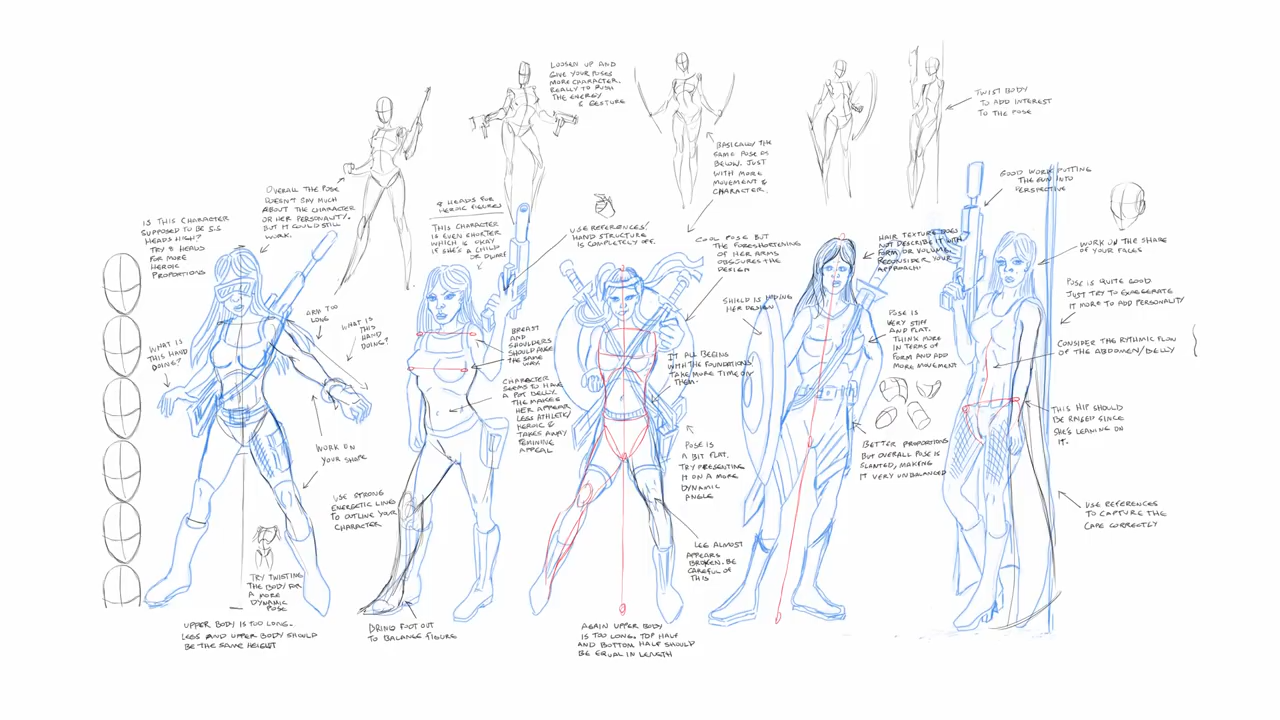 LOOSEN UP AND
GIVE YOUR POSES
MORE CHARACTER.
REALLY TO PUSH
THE ENERGY
& GESTURE
TWIST BODY
TO ADD INTEREST
TO THE POSE
BASICALLY THE
SAME POSE AS
BELOW. JUST
WITH MORE
MOVEMENT &
CHARACTER.
GOOD WORK PUTTING
THE GUN INTO
PERSPECTIVE
OVERALL THE POSE
DOESN'T SAY MUCH
ABOUT THE CHARACTER
OR HER PERSONALITY.
BUT IT COULD STILL
WORK.
IS THIS CHARACTER
SUPPOSED TO BE 5.5
HEADS HIGH?
TRY 8 HEADS
FOR MORE
HEROIC
PROPORTIONS
8 HEADS FOR
HEROIC FIGURES
THIS CHARACTER
IS EVEN SHORTER
WHICH IS OKAY
IF SHE'S A CHILD
OR DWARF
USE REFERENCES!
HAND STRUCTURE
IS COMPLETELY OFF.
COOL POSE BUT
THE FORESHORTENING
OF HER ARMS
OBSCURES THE
DESIGN
HAIR TEXTURE DOES
NOT DESCRIBE IT WITH
FORM OR VOLUME.
RECONSIDER YOUR
APPROACH.
WORK ON THE SHAPE
OF YOUR FACES
POSE IS QUITE GOOD
JUST TRY TO EXAGGERATE
IT MORE TO ADD PERSONALITY
ARM TOO
LONG
WHAT IS
THIS
HAND
DOING?
WHAT IS
THIS HAND
DOING?
SHIELD IS HIDING
HER DESIGN
POSE IS
VERY STIFF
AND FLAT.
THINK MORE
IN TERMS OF
FORM AND ADD
MORE MOVEMENT
BREAST
AND
SHOULDERS
SHOULD MAKE
THE SAME
WAY.
CONSIDER THE RYTHMIC FLOW
OF THE ABDOMEN/BELLY
IT ALL BEGINS
WITH THE FOUNDATIONS
TAKE MORE TIME ON
THEM.
CHARACTER
SEEMS TO HAVE
A POT BELLY.
THE MAKES
HER APPEAR
LESS ATHLETE/
HEROIC &
TAKES AWAY
FEMININE
APPEAL
THIS HIP SHOULD
BE RAISED SINCE
SHE'S LEANING ON
IT.
WORK ON
YOUR SHAPE
POSE IS
A BIT FLAT.
TRY PRESENTING
IT ON A MORE
DYNAMIC
ANGLE
BETTER PROPORTIONS
BUT OVERALL POSE IS
SLANTED, MAKING
IT VERY UNBALANCED
USE STRONG
ENERGETIC LINES
TO OUTLINE YOUR
CHARACTER
USE REFERENCES
TO CAPTURE THE
CAPE CORRECTLY
LEG ALMOST
APPEARS
BROKEN. BE
CAREFUL OF
THIS
TRY TWISTING
THE BODY FOR
A MORE
DYNAMIC
POSE
UPPER BODY IS TOO LONG.
LEGS AND UPPER BODY SHOULD
BE THE SAME HEIGHT
BRING FOOT OUT
TO BALANCE FIGURE
AGAIN UPPER BODY
IS TOO LONG. TOP HALF
AND BOTTOM HALF SHOULD
BE EQUAL IN LENGTH